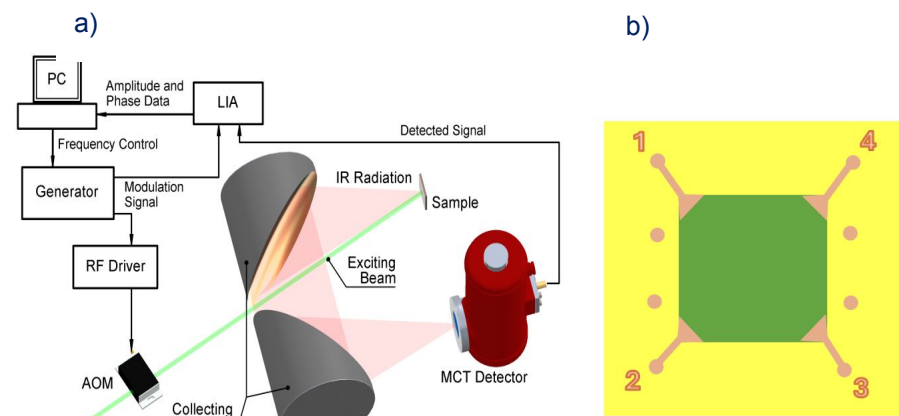 a)
b)
PC
Amplitude and
Phase Data
LIA
Detected Signal
Frequency Control
Generator
Modulation
Signal
IR Radiation
Sample
RF Driver
Exciting
Beam
AOM
MCT Detector
Collecting
1
4
2
3